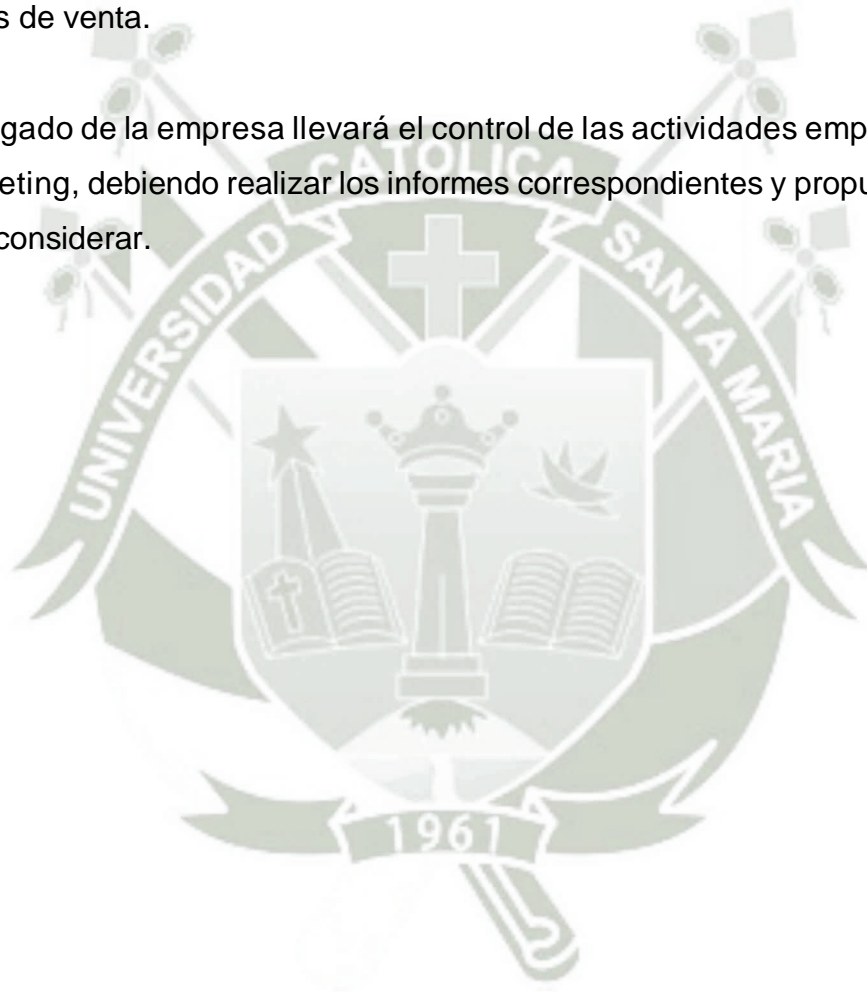 s de venta.
gado de la empresa llevará el control de las actividades emp
eting, debiendo realizar los informes correspondientes y propu
considerar.
UNIVERSIDAD CATOLICA SANTA MARIA
1961